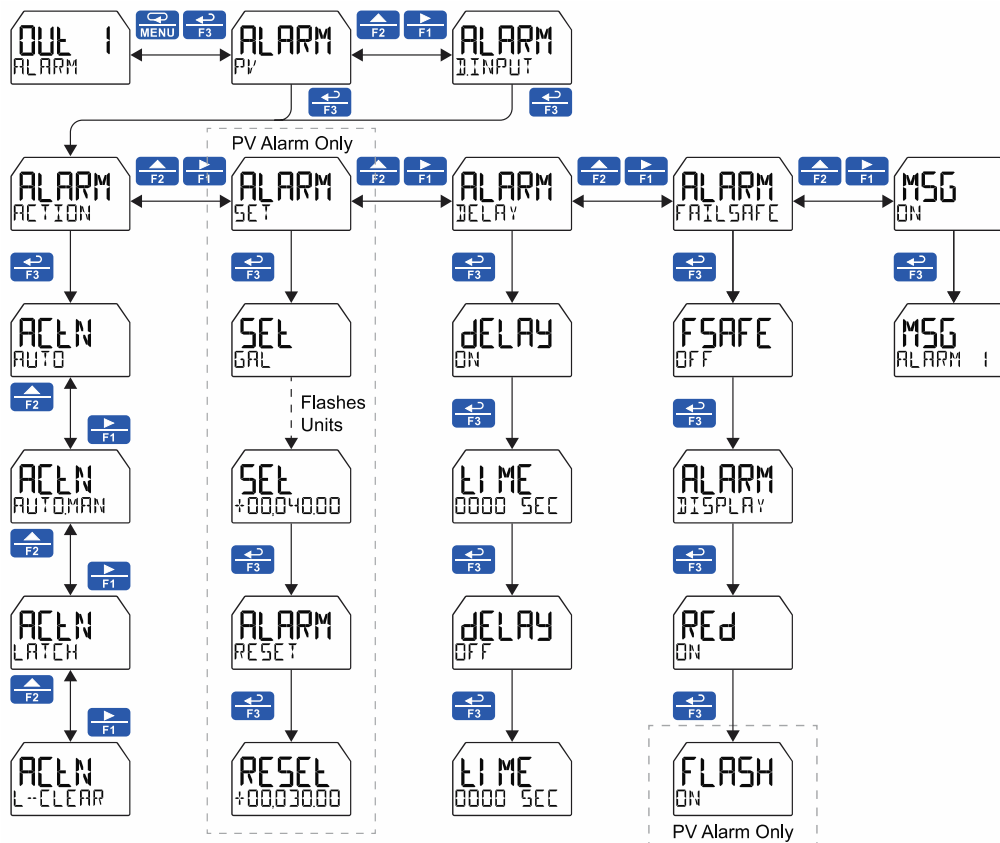 OUt 1
ALARM
MENU
F3
ALARM
PV
F2
F1
ALARM
D.INPUT
F3
F3
PV Alarm Only
ALARM
ACTION
F2
F1
ALARM
SET
F2
F1
ALARM
DELAY
F2
F1
ALARM
FAILSAFE
F2
F1
MSG
ON
F3
F3
F3
F3
F3
ACtN
AUTO
SEt
GAL
dELAY
ON
FSAFE
OFF
MSG
ALARM 1
F2
F1
Flashes
Units
F3
F3
ACtN
AUTO.MAN
SEt
+00,040.00
tIME
0000 SEC
ALARM
DISPLAY
F2
F1
F3
F3
F3
ACtN
LATCH
ALARM
RESET
dELAY
OFF
REd
ON
F2
F1
F3
F3
F3
ACtN
L--CLEAR
RESEt
+00,030.00
tIME
0000 SEC
FLASH
ON
PV Alarm Only